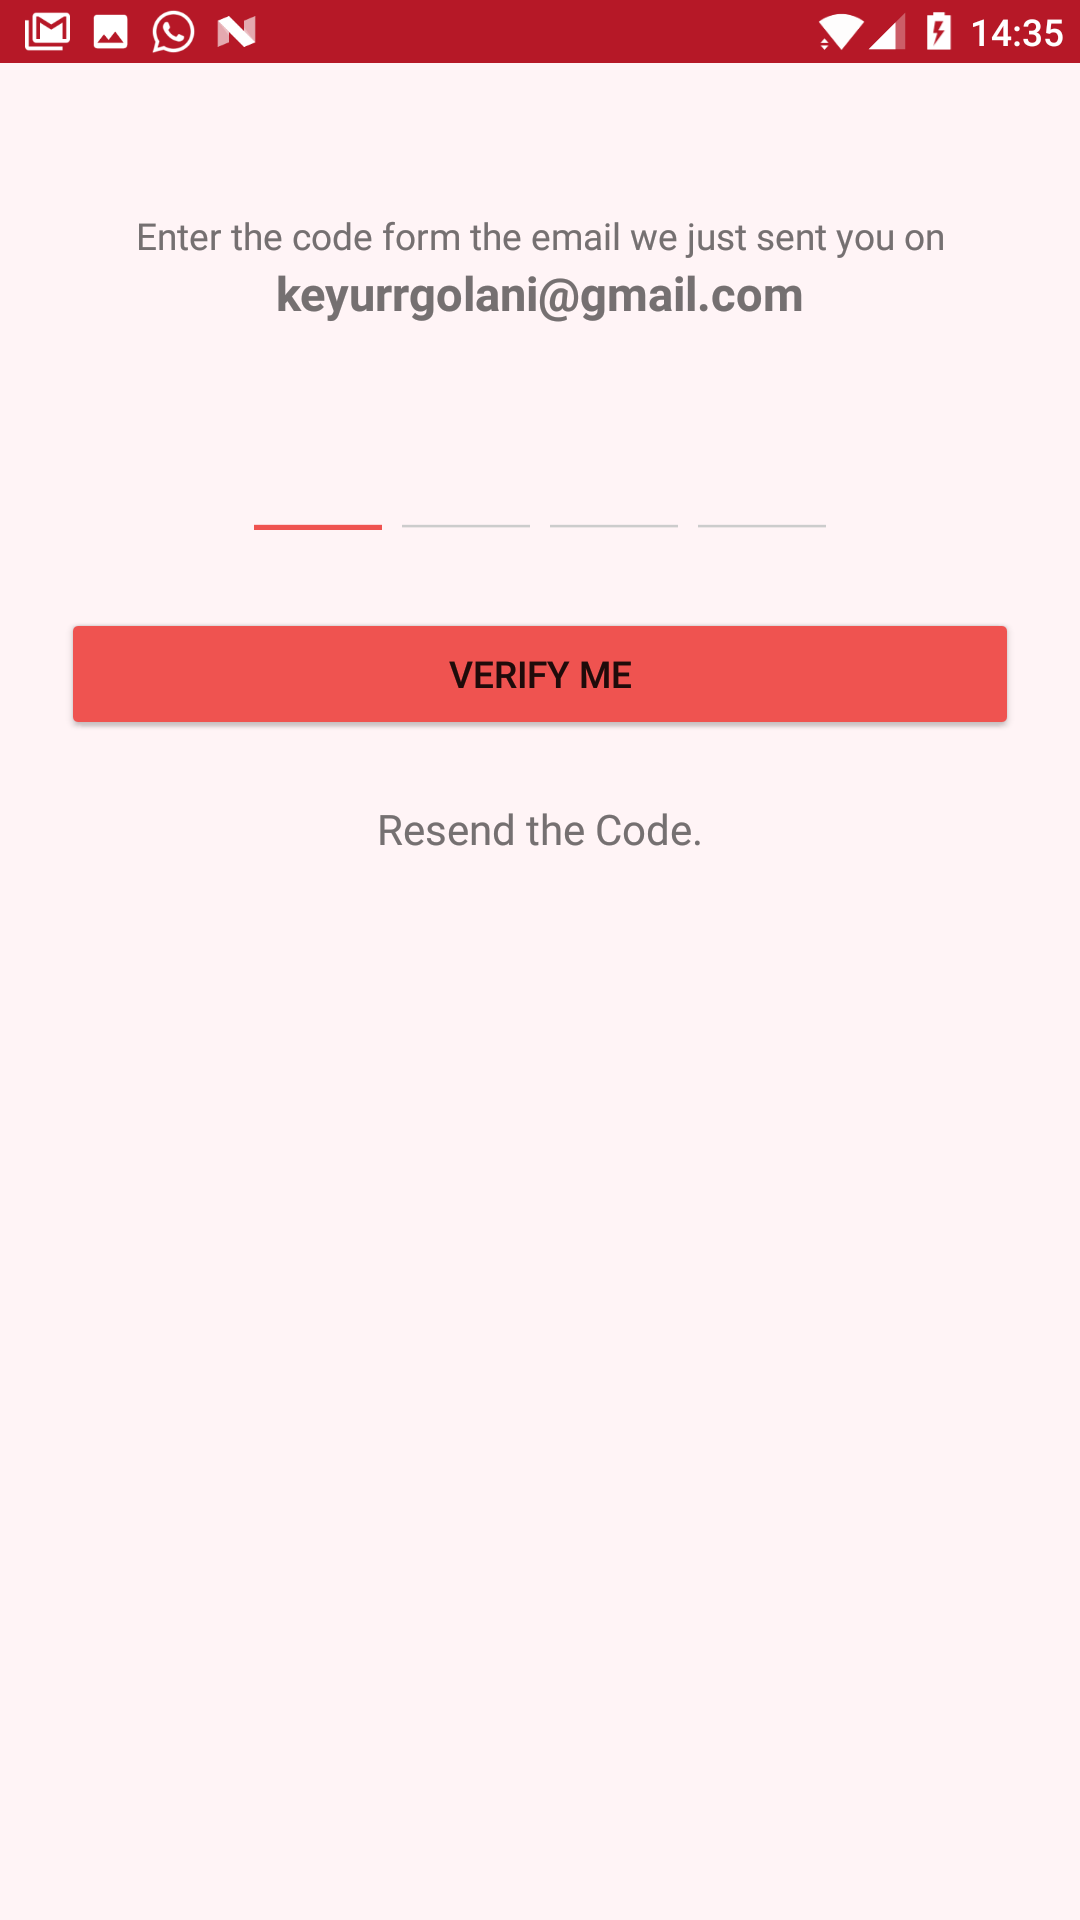 14:35
Enter the code form the email we just sent you on
keyurrgolani@gmail.com
VERIFY ME
Resend the Code.